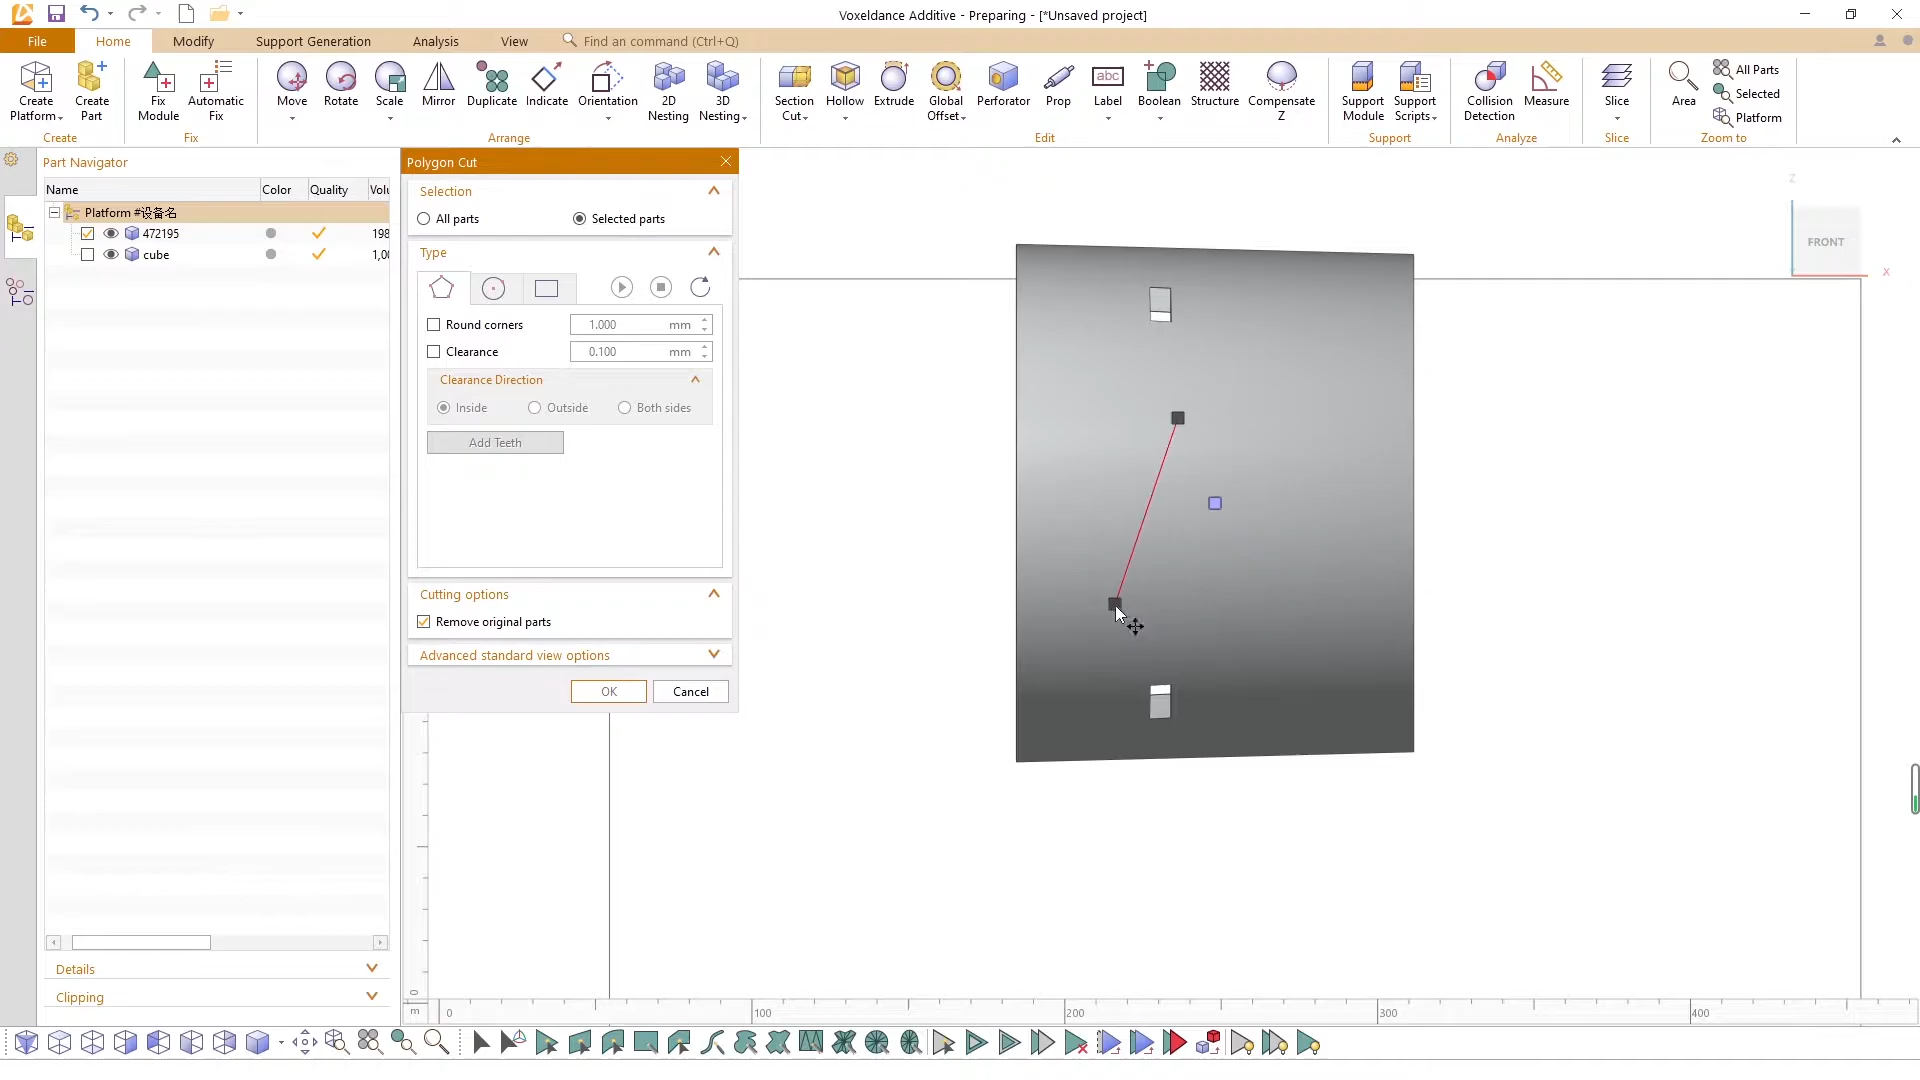 Voxeldance Additive - Preparing - [*Unsaved project]
File
Home
Modify
Support Generation
Analysis
View
Find an command (Ctrl+Q)
Create
Platform
Create
Part
Fix
Module
Automatic
Fix
Move
Rotate
Scale
Mirror
Duplicate
Indicate
Orientation
2D
Nesting
3D
Nesting
Section
Cut
Hollow
Extrude
Global
Offset
Perforator
Prop
abc
Label
Boolean
Structure
Compensate
Z
Support
Module
Support
Scripts
Collision
Detection
Measure
Slice
Area
All Parts
Selected
Platform
Create
Fix
Arrange
Edit
Support
Analyze
Slice
Zoom to
Part Navigator
Name
Color
Quality
Volu
Platform #设备名
472195
198
cube
1,00
Details
Clipping
Polygon Cut
Selection
All parts
Selected parts
Type
Round corners
1.000
mm
Clearance
0.100
mm
Clearance Direction
Inside
Outside
Both sides
Add Teeth
Cutting options
Remove original parts
Advanced standard view options
OK
Cancel
Z
FRONT
X
0
m
0
100
200
300
400